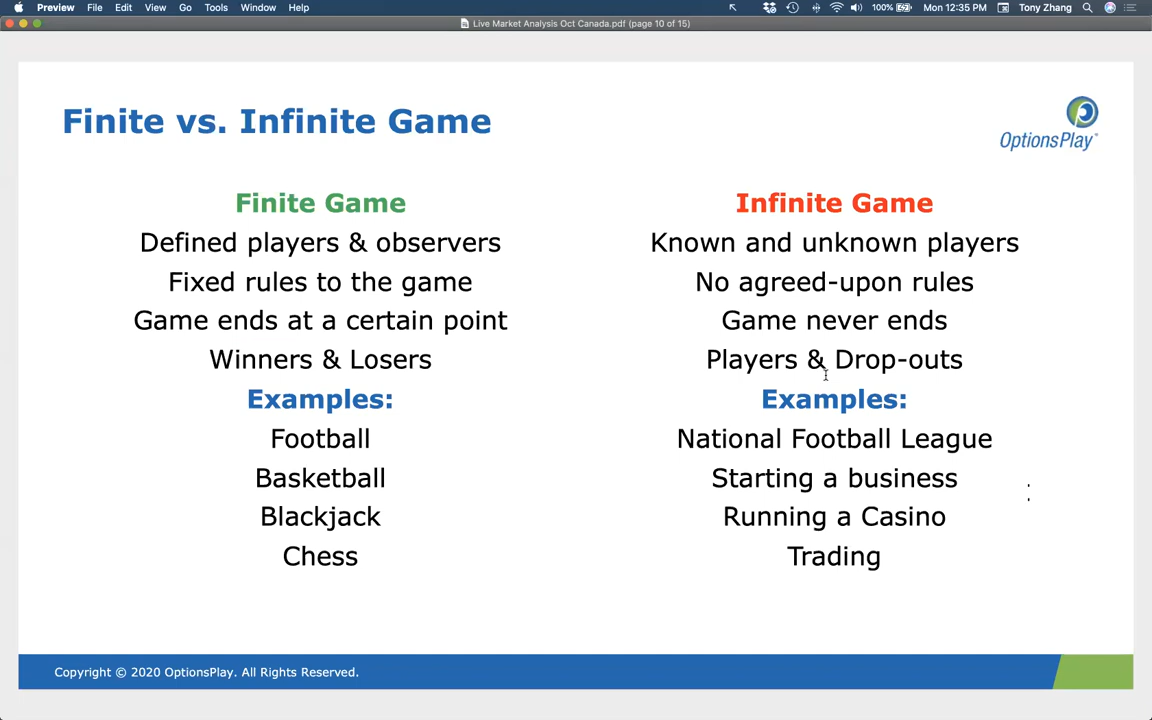 Preview File Edit View Go Tools Window Help 100% Mon 12:35 PM Tony Zhang
Live Market Analysis Oct Canada.pdf (page 10 of 15)
Finite vs. Infinite Game
OptionsPlay
Finite Game
Defined players & observers
Fixed rules to the game
Game ends at a certain point
Winners & Losers
Examples:
Football
Basketball
Blackjack
Chess
Infinite Game
Known and unknown players
No agreed-upon rules
Game never ends
Players & Drop-outs
Examples:
National Football League
Starting a business
Running a Casino
Trading
Copyright © 2020 OptionsPlay. All Rights Reserved.